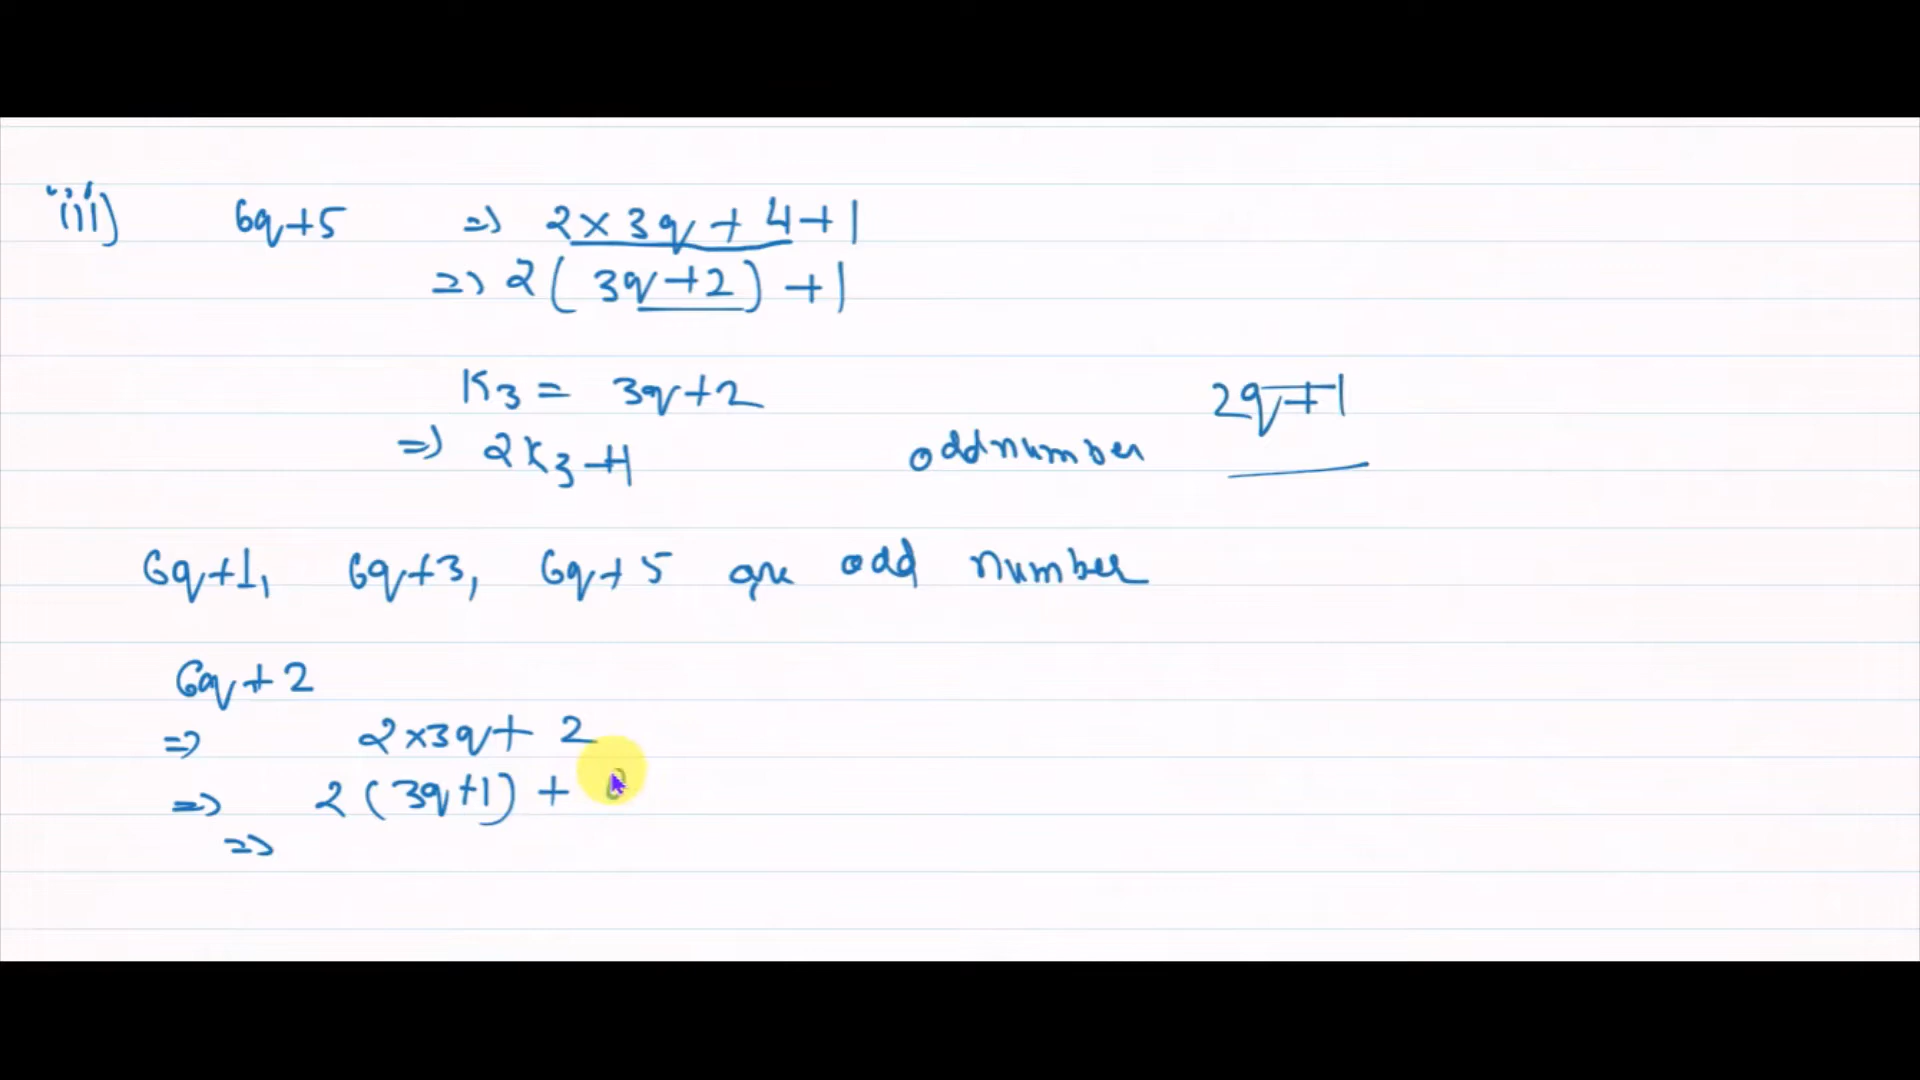 iii) 6q+5 => 2×3q+4+1
=> 2(3q+2)+1
K3 = 3q+2 2q+1
=> 2K3+1 oddnumber
6q+1, 6q+3, 6q+5 are odd number
6q+2
=> 2×3q+ 2
=> 2(3q+1) + 0
=>